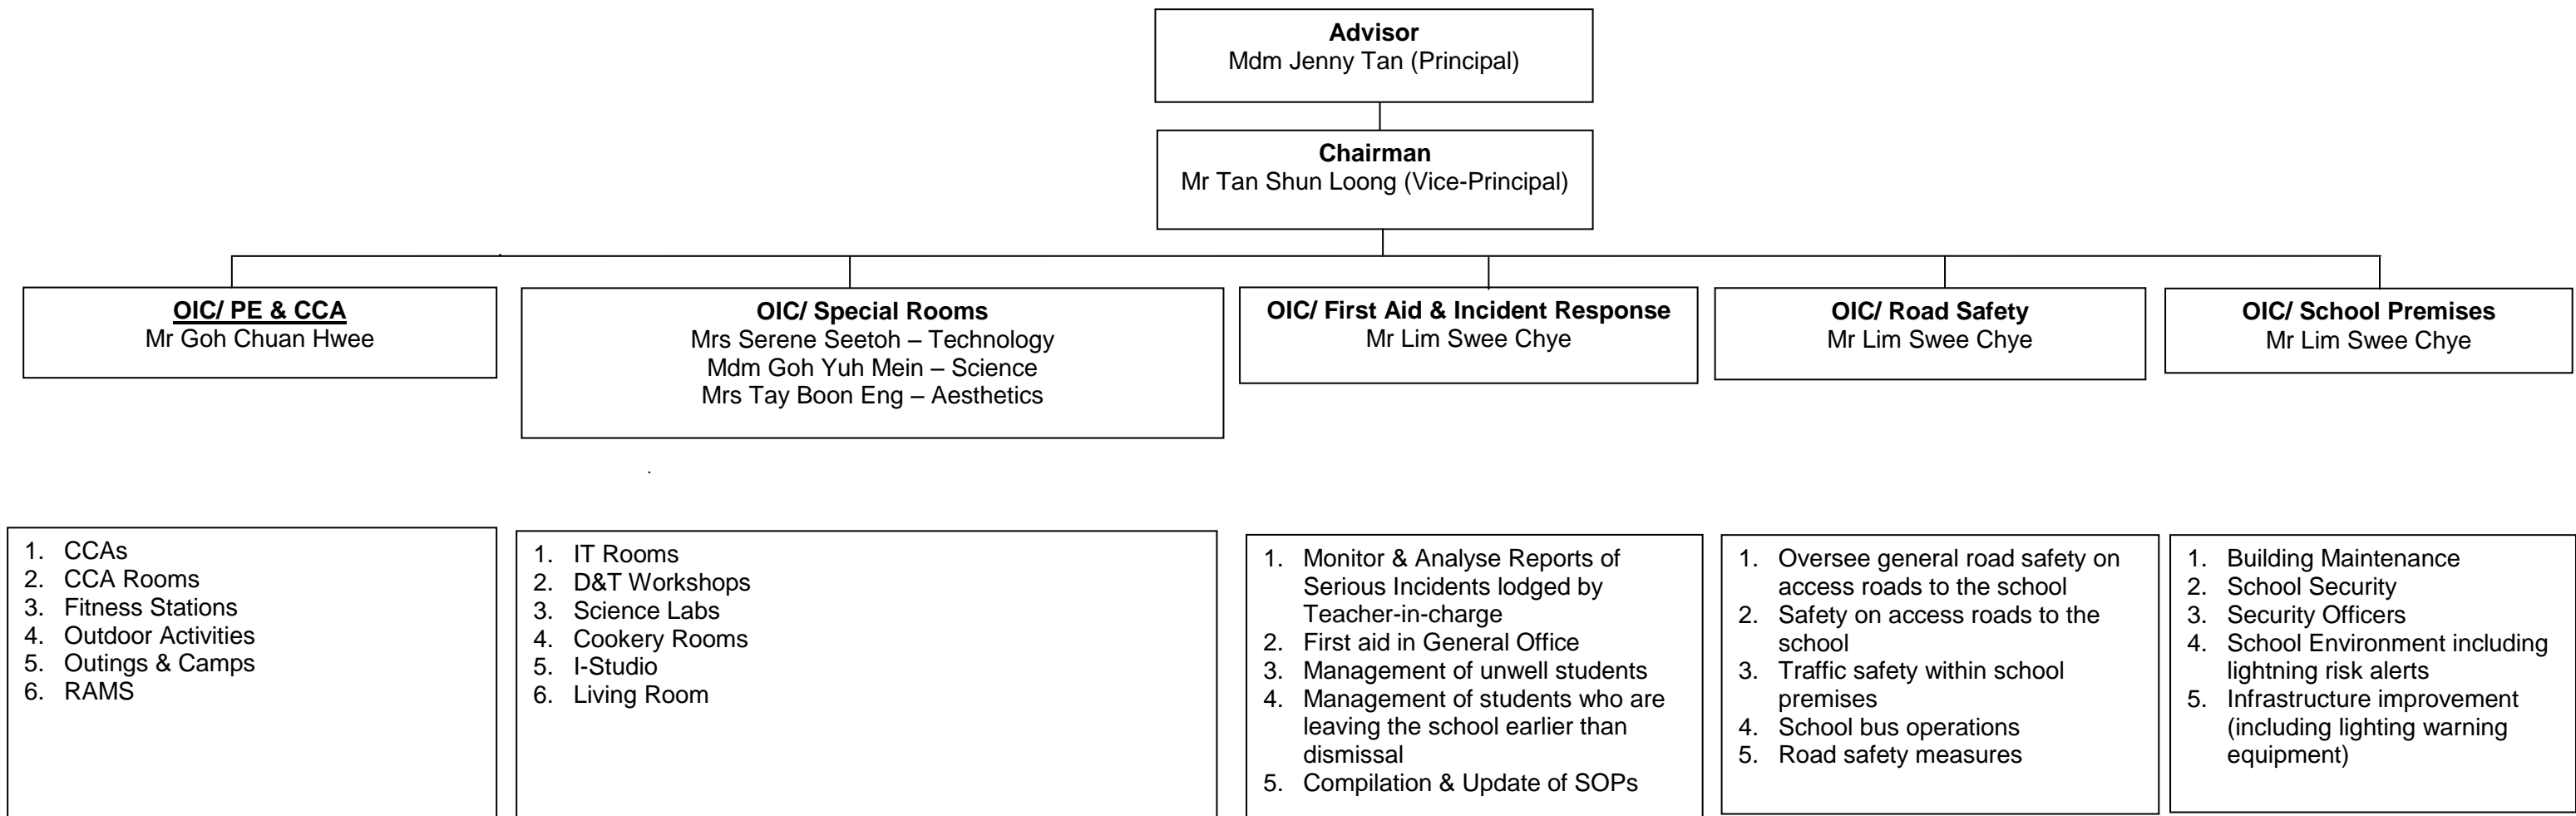 Advisor
Mdm Jenny Tan (Principal)
Chairman
Mr Tan Shun Loong (Vice-Principal)
OIC/ PE & CCA
Mr Goh Chuan Hwee
OIC/ Special Rooms
Mrs Serene Seetoh – Technology
Mdm Goh Yuh Mein – Science
Mrs Tay Boon Eng – Aesthetics
OIC/ First Aid & Incident Response
Mr Lim Swee Chye
OIC/ Road Safety
Mr Lim Swee Chye
OIC/ School Premises
Mr Lim Swee Chye
1. CCAs
2. CCA Rooms
3. Fitness Stations
4. Outdoor Activities
5. Outings & Camps
6. RAMS
1. IT Rooms
2. D&T Workshops
3. Science Labs
4. Cookery Rooms
5. I-Studio
6. Living Room
1. Monitor & Analyse Reports of
Serious Incidents lodged by
Teacher-in-charge
2. First aid in General Office
3. Management of unwell students
4. Management of students who are
leaving the school earlier than
dismissal
5. Compilation & Update of SOPs
1. Oversee general road safety on
access roads to the school
2. Safety on access roads to the
school
3. Traffic safety within school
premises
4. School bus operations
5. Road safety measures
1. Building Maintenance
2. School Security
3. Security Officers
4. School Environment including
lightning risk alerts
5. Infrastructure improvement
(including lighting warning
equipment)